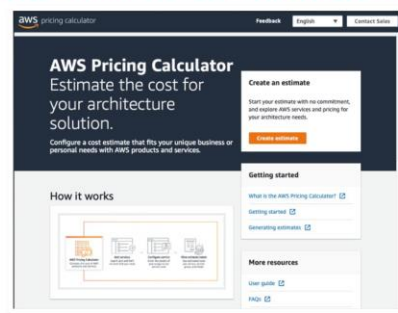 aws pricing calculator
Feedback
English
Contact Sales
AWS Pricing Calculator
Estimate the cost for
your architecture
solution.
Configure a cost estimate that fits your unique business or
personal needs with AWS products and services.
Create an estimate
Start your estimate with no commitment,
and explore AWS services and pricing for
your architecture needs.
Create estimate
How it works
AWS Pricing Calculator
Getting started
What is the AWS Pricing Calculator?
Getting started
Generating estimates
More resources
User guide
FAQs